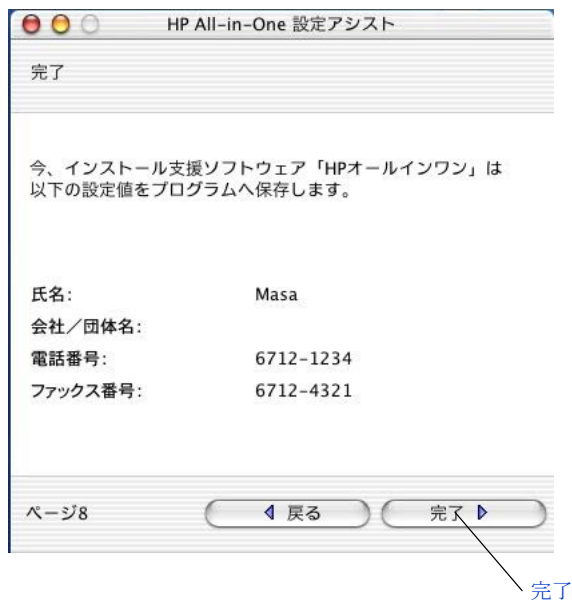 HP All-in-One 設定アシスト
完了
今、インストール支援ソフトウェア「HPオールインワン」は
以下の設定値をプログラムへ保存します。
氏名: Masa
会社／団体名:
電話番号: 6712-1234
ファックス番号: 6712-4321
ページ8 戻る 完了
完了